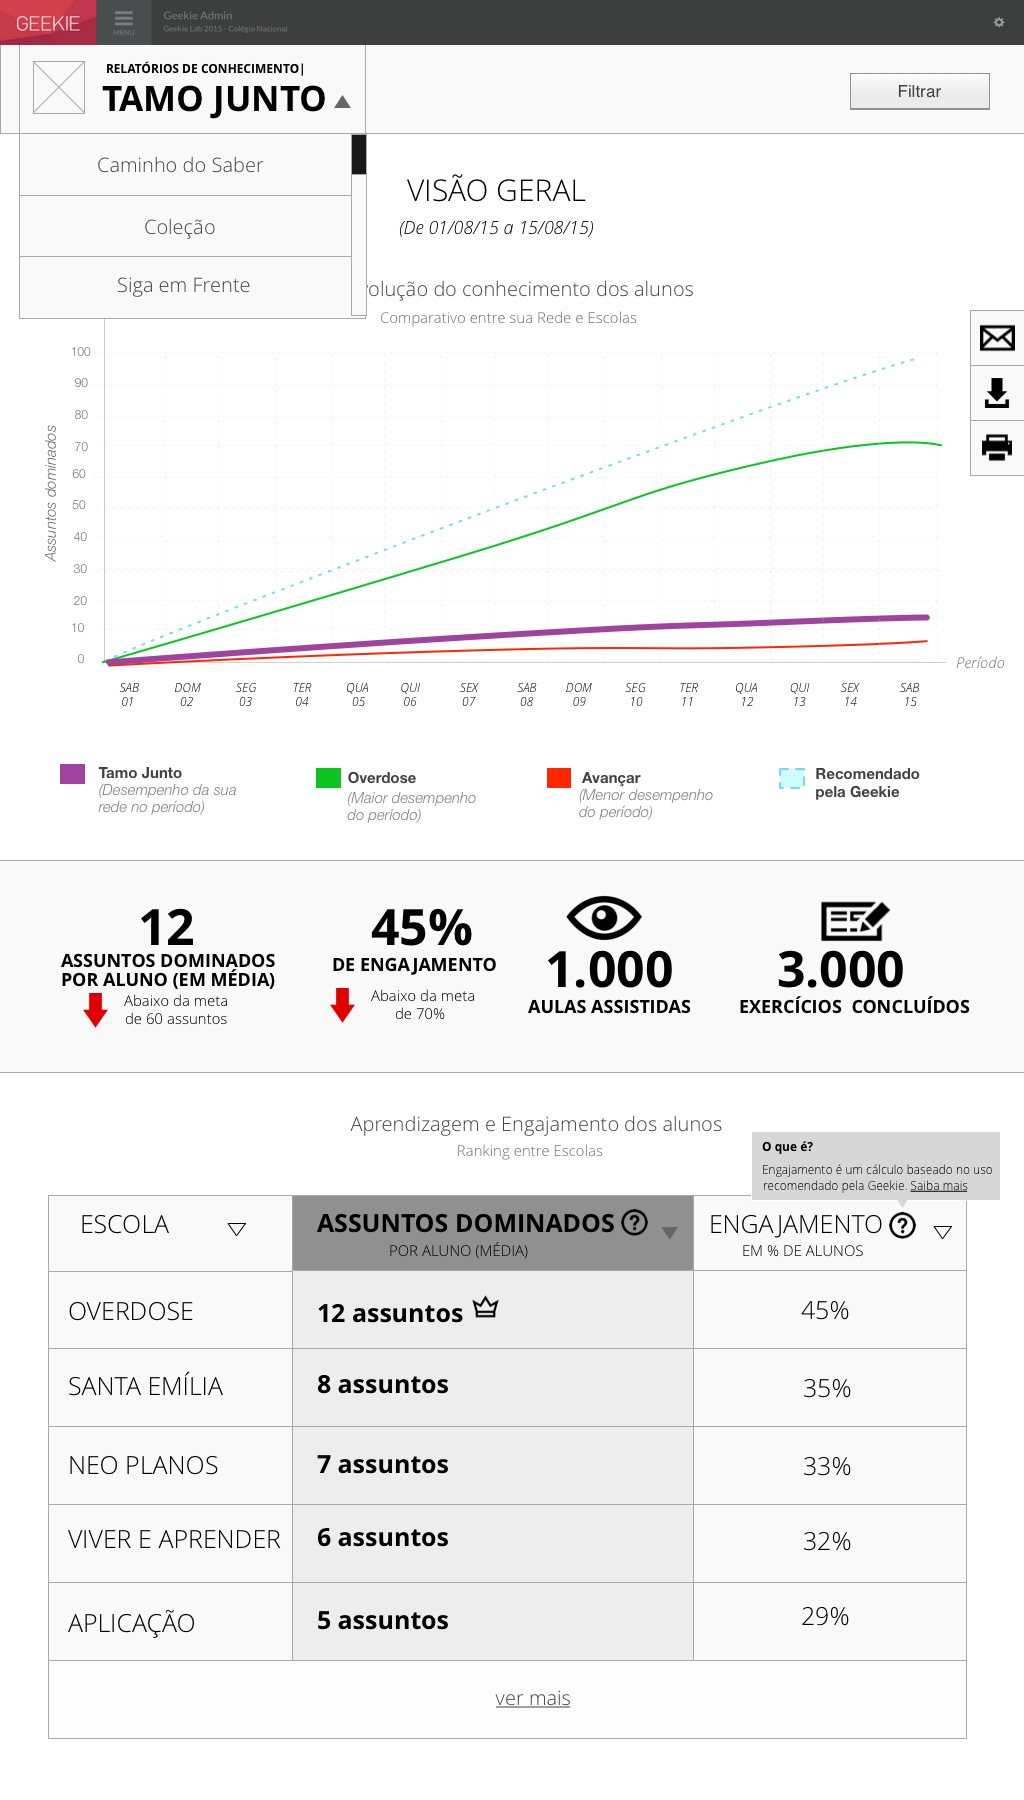 GEEKIE
MENU
Geekie Admin
Geekie Lab 2015 - Colégio Nacional
RELATÓRIOS DE CONHECIMENTO|
TAMO JUNTO
Filtrar
Caminho do Saber
Coleção
Siga em Frente
VISÃO GERAL
(De 01/08/15 a 15/08/15)
volução do conhecimento dos alunos
Comparativo entre sua Rede e Escolas
Assuntos dominados
100
90
80
70
60
50
40
30
20
10
0
Período
SAB DOM SEG TER QUA QUI SEX SAB DOM SEG TER QUA QUI SEX SAB
01 02 03 04 05 06 07 08 09 10 11 12 13 14 15
Tamo Junto
(Desempenho da sua
rede no período)
Overdose
(Maior desempenho
do período)
Avançar
(Menor desempenho
do período)
Recomendado
pela Geekie
12
ASSUNTOS DOMINADOS
POR ALUNO (EM MÉDIA)
Abaixo da meta
de 60 assuntos
45%
DE ENGAJAMENTO
Abaixo da meta
de 70%
1.000
AULAS ASSISTIDAS
3.000
EXERCÍCIOS CONCLUÍDOS
Aprendizagem e Engajamento dos alunos
Ranking entre Escolas
O que é?
Engajamento é um cálculo baseado no uso
recomendado pela Geekie. Saiba mais
ESCOLA
ASSUNTOS DOMINADOS ?
POR ALUNO (MÉDIA)
ENGAJAMENTO ?
EM % DE ALUNOS
OVERDOSE 12 assuntos 45%
SANTA EMÍLIA 8 assuntos 35%
NEO PLANOS 7 assuntos 33%
VIVER E APRENDER 6 assuntos 32%
APLICAÇÃO 5 assuntos 29%
ver mais